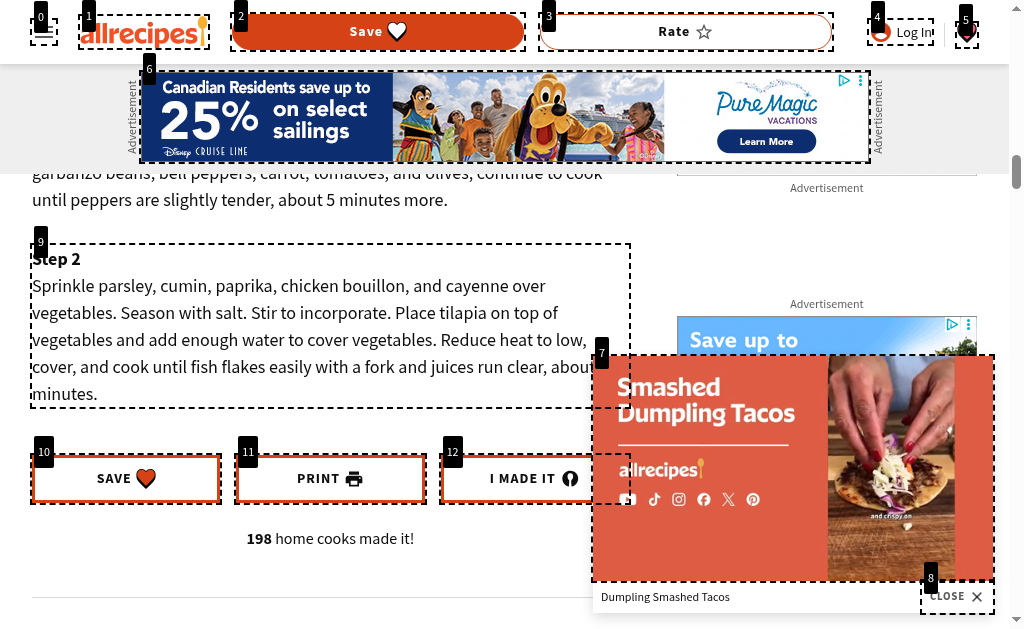 0
1
allrecipes
2
Save
3
Rate
4
Log In
5
6
Advertisement
Canadian Residents save up to
25% on select
sailings
Disney CRUISE LINE
© Disney
Pure Magic
VACATIONS
Learn More
Advertisement
garbanzo beans, bell peppers, carrot, tomatoes, and olives; continue to cook
until peppers are slightly tender, about 5 minutes more.
Advertisement
9
Step 2
Sprinkle parsley, cumin, paprika, chicken bouillon, and cayenne over
vegetables. Season with salt. Stir to incorporate. Place tilapia on top of
vegetables and add enough water to cover vegetables. Reduce heat to low,
cover, and cook until fish flakes easily with a fork and juices run clear, about
minutes.
Advertisement
Save up to
7
Smashed
Dumpling Tacos
allrecipes
and crispy on
10
SAVE
11
PRINT
12
I MADE IT
198 home cooks made it!
8
Dumpling Smashed Tacos
CLOSE